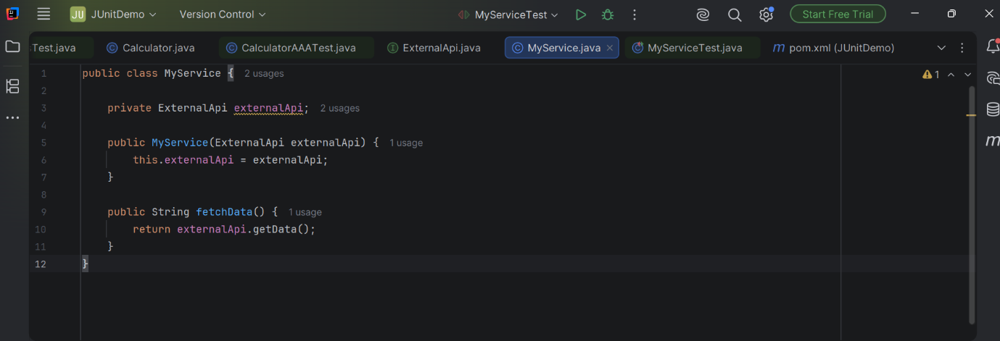 JU JUnitDemo Version Control MyServiceTest Start Free Trial
Test.java Calculator.java CalculatorAAATest.java ExternalApi.java MyService.java MyServiceTest.java pom.xml (JUnitDemo)
1 public class MyService { 2 usages
2
3 private ExternalApi externalApi; 2 usages
4
5 public MyService(ExternalApi externalApi) { 1 usage
6 this.externalApi = externalApi;
7 }
8
9 public String fetchData() { 1 usage
10 return externalApi.getData();
11 }
12 }
1